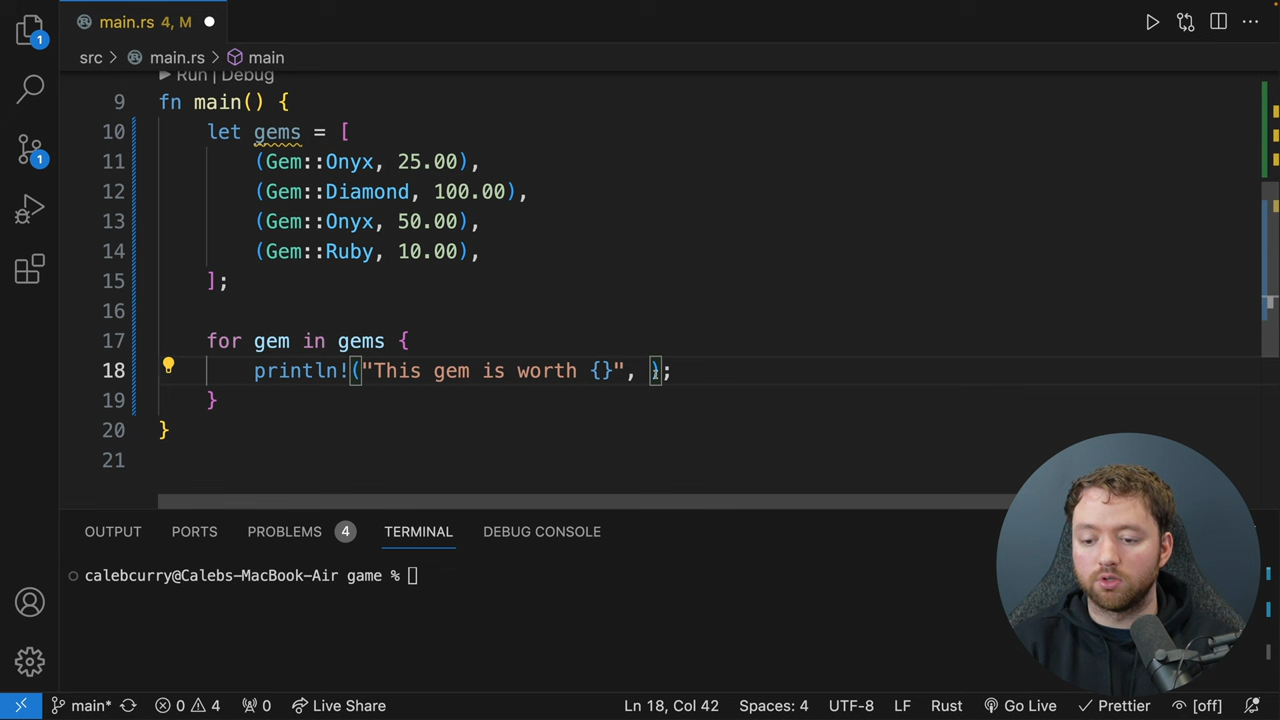 main.rs 4, M
src > main.rs > main
Run | Debug
9 fn main() {
10 let gems = [
11 (Gem::Onyx, 25.00),
12 (Gem::Diamond, 100.00),
13 (Gem::Onyx, 50.00),
14 (Gem::Ruby, 10.00),
15 ];
16
17 for gem in gems {
18 println!("This gem is worth {}", );
19 }
20 }
21
1
1
OUTPUT PORTS PROBLEMS 4 TERMINAL DEBUG CONSOLE
calebcurry@Calebs-MacBook-Air game %
main* 0 4 0 Live Share Ln 18, Col 42 Spaces: 4 UTF-8 LF Rust Go Live Prettier [off]